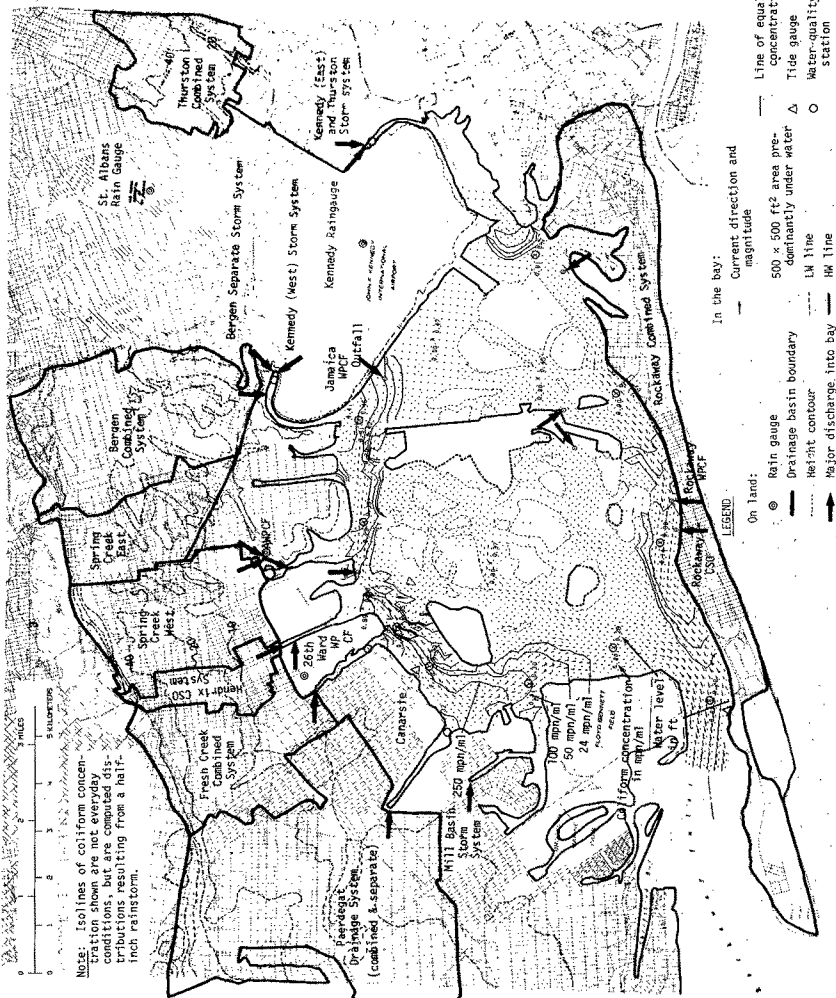 3 MILES
5 KILOMETERS
Note: Isolines of coliform concen-
tration shown are not everyday
conditions, but are computed dis-
tributions resulting from a half-
inch rainstorm.
Thurston
Combined
System
St. Albans
Rain Gauge
Kennedy (East)
and Thurston
Storm system
Bergen Separate Storm System
Kennedy (West) Storm System
Kennedy Raingauge
JOHN F. KENNEDY
INTERNATIONAL
AIRPORT
Jamaica
WPCF
Outfall
Bergen
Combined
System
Spring
Creek
East
Spring
Creek
West
Hendrix CSO
System
Fresh Creek
Combined
System
26th
Ward
WP
CF
Canarsie
Paerdegat
Drainage System
(combined & separate)
Mill Basin
Storm
System
250 mpn/ml
100 mpn/ml
50 mpn/ml
24 mpn/ml
FLOYD BENNETT
FIELD
Coliform concentration
in mpn/ml
Water level
in ft
Rockaway Combined System
Rockaway
WPCF
Rockaway
CSO
LEGEND
On land:
Rain gauge
Drainage basin boundary
Height contour
Major discharge into bay
In the bay:
Current direction and
magnitude
500 x 500 ft² area pre-
dominantly under water
LW line
HW line
Line of equal
Tide gauge
Water-quality
station